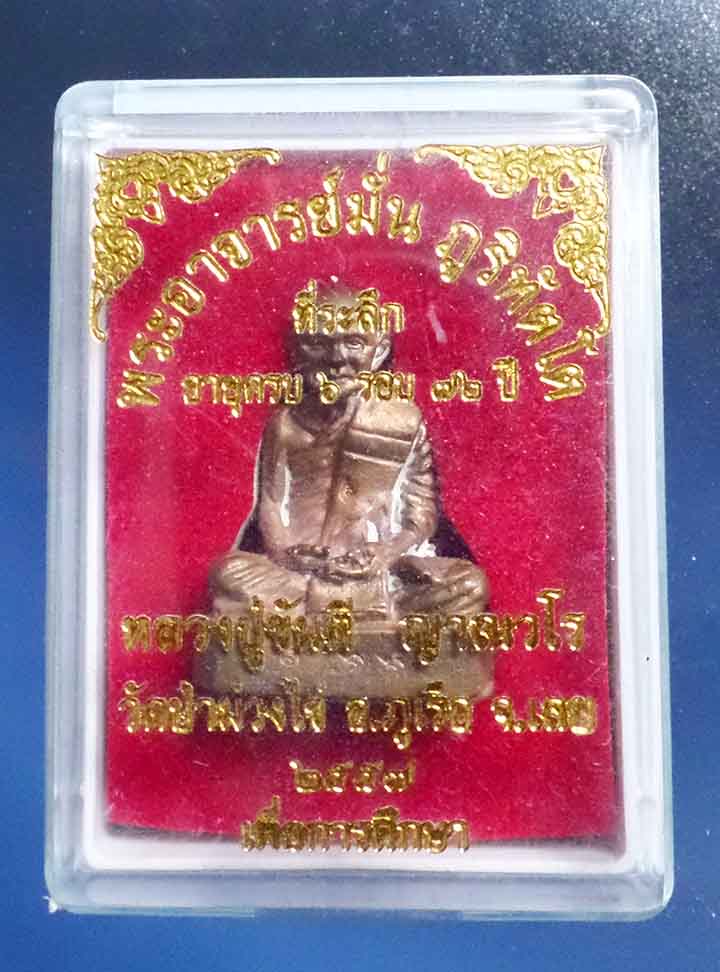 พระอาจารย์มั่น ภูริทัตโต
ที่ระลึก
อายุครบ ๖ รอบ ๗๒ ปี
หลวงปู่ขันตี ญาณวโร
วัดป่าม่วงไข่ อ.ภูเรือ จ.เลย
๒๕๕๗
เพื่อการศึกษา